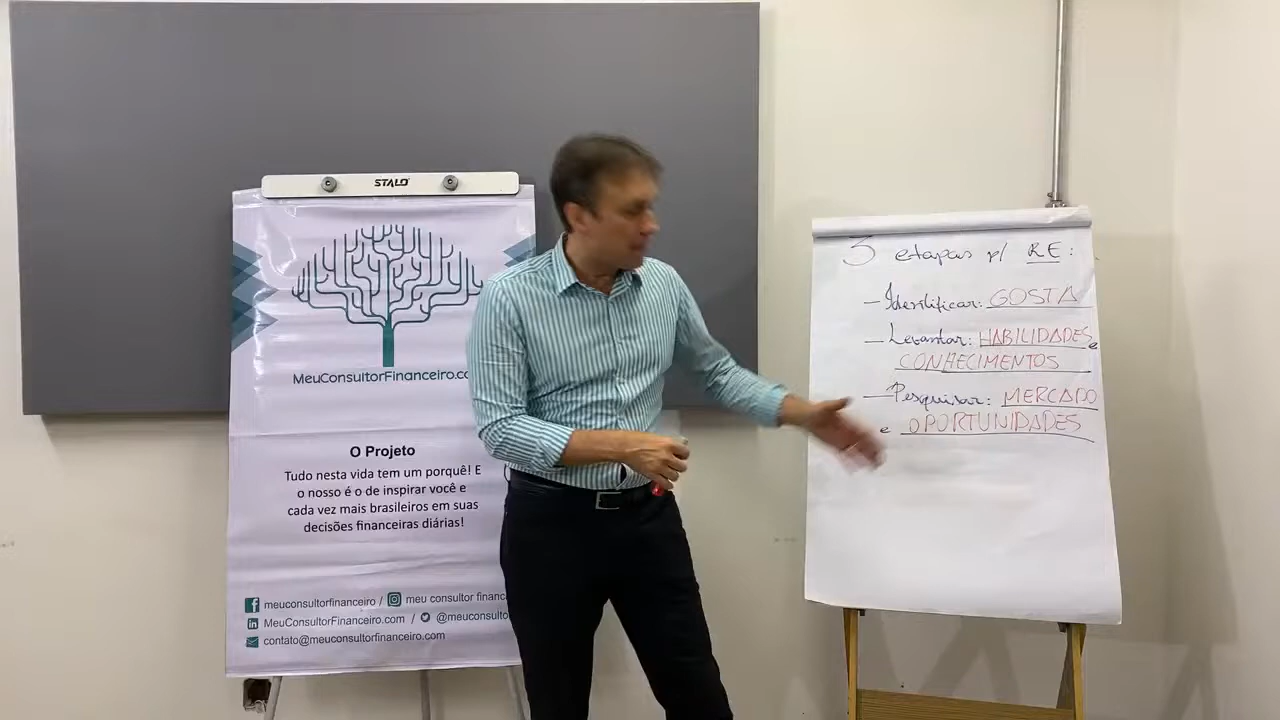 STALO
MeuConsultorFinanceiro.co
O Projeto
Tudo nesta vida tem um porquê! E
o nosso é o de inspirar você e
cada vez mais brasileiros em suas
decisões financeiras diárias!
meuconsultorfinanceiro / meu consultor financ
MeuConsultorFinanceiro.com / @meuconsulto
contato@meuconsultorfinanceiro.com
3 etapas p/ RE:
- Identificar: GOSTA
- Levantar: HABILIDADES e
CONHECIMENTOS
- Pesquisar: MERCADO
e OPORTUNIDADES